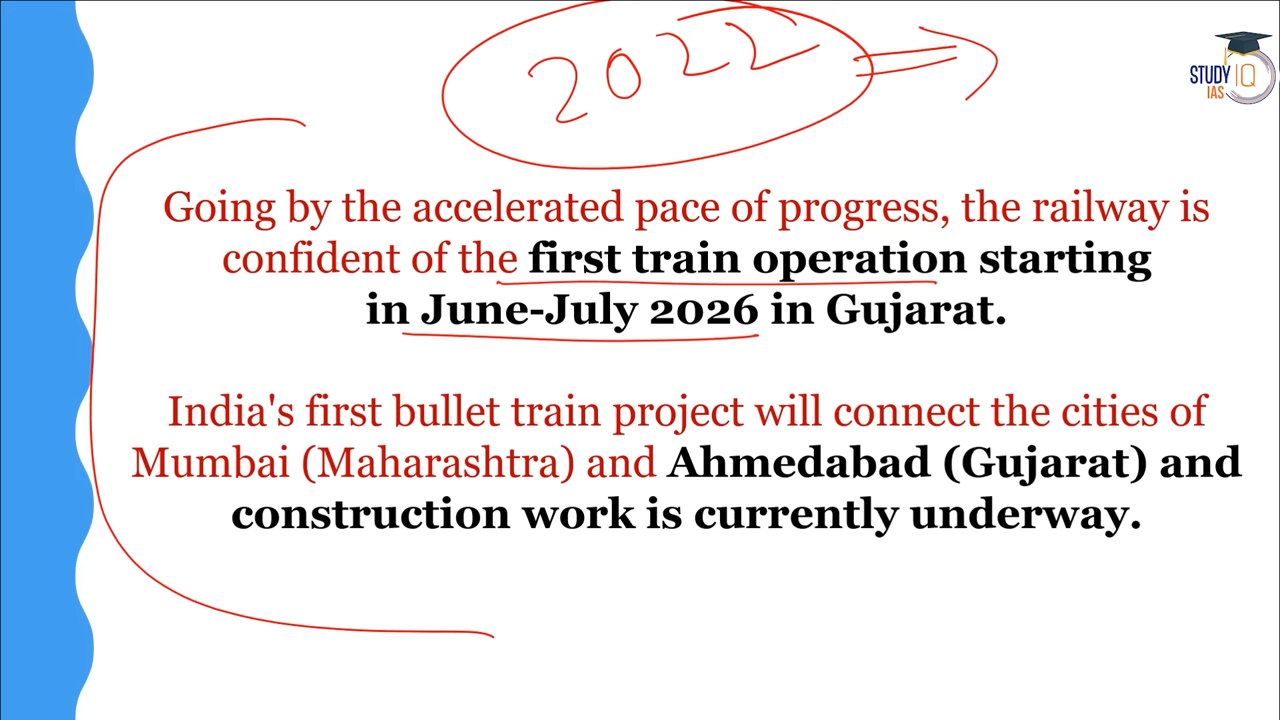 2022
STUDY IQ
IAS
Going by the accelerated pace of progress, the railway is
confident of the first train operation starting
in June-July 2026 in Gujarat.
India's first bullet train project will connect the cities of
Mumbai (Maharashtra) and Ahmedabad (Gujarat) and
construction work is currently underway.